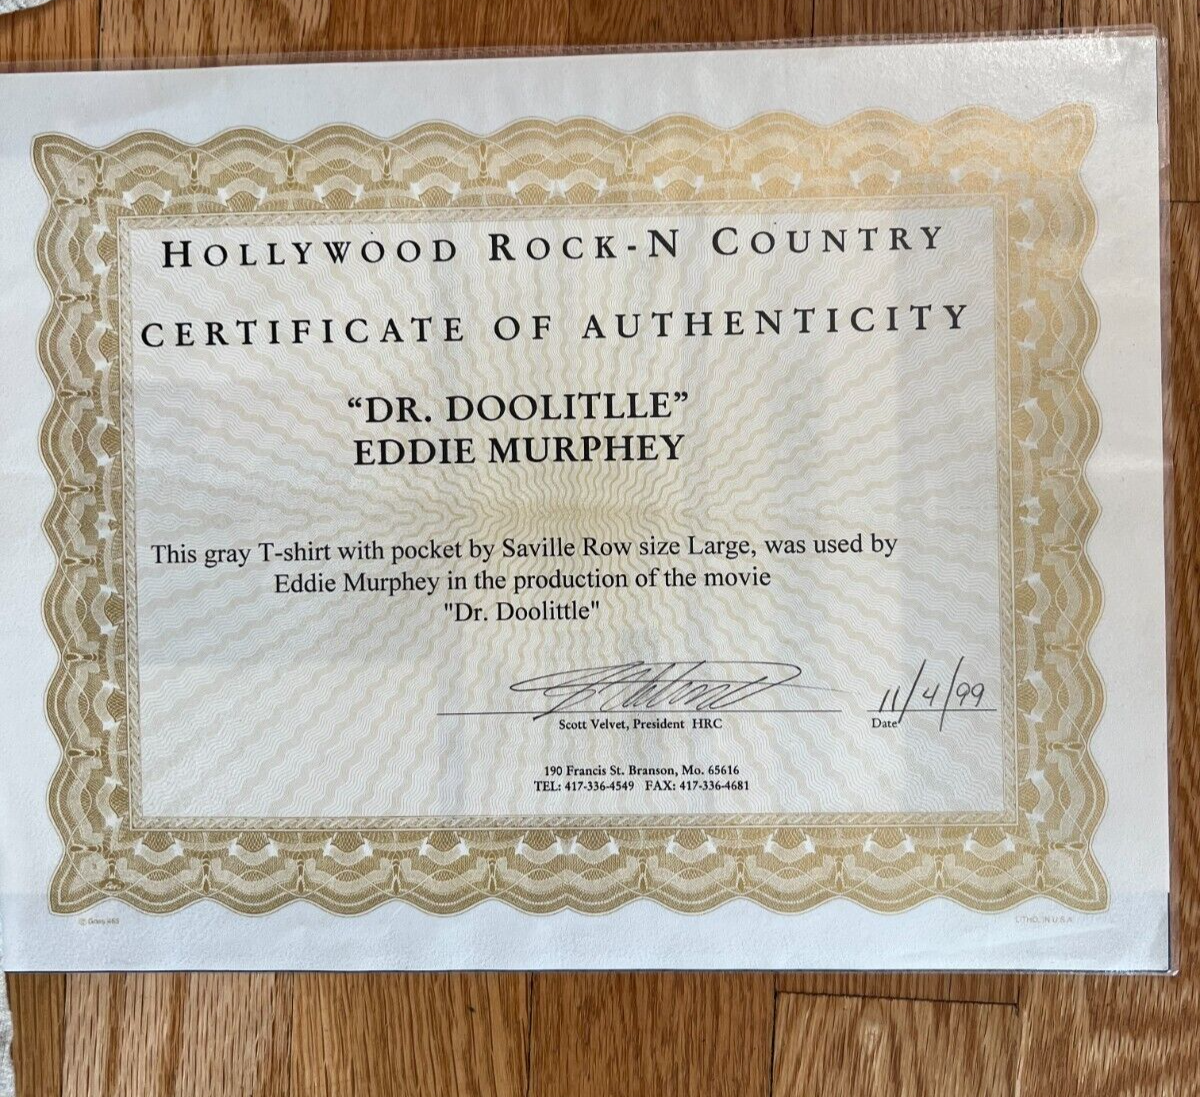 HOLLYWOOD ROCK-N COUNTRY
CERTIFICATE OF AUTHENTICITY
“DR. DOOLITLLE”
EDDIE MURPHEY
This gray T-shirt with pocket by Saville Row size Large, was used by
Eddie Murphey in the production of the movie
"Dr. Doolittle"
11/4/99
Scott Velvet, President HRC
Date
190 Francis St. Branson, Mo. 65616
TEL: 417-336-4549 FAX: 417-336-4681
LITHO. IN U.S.A.